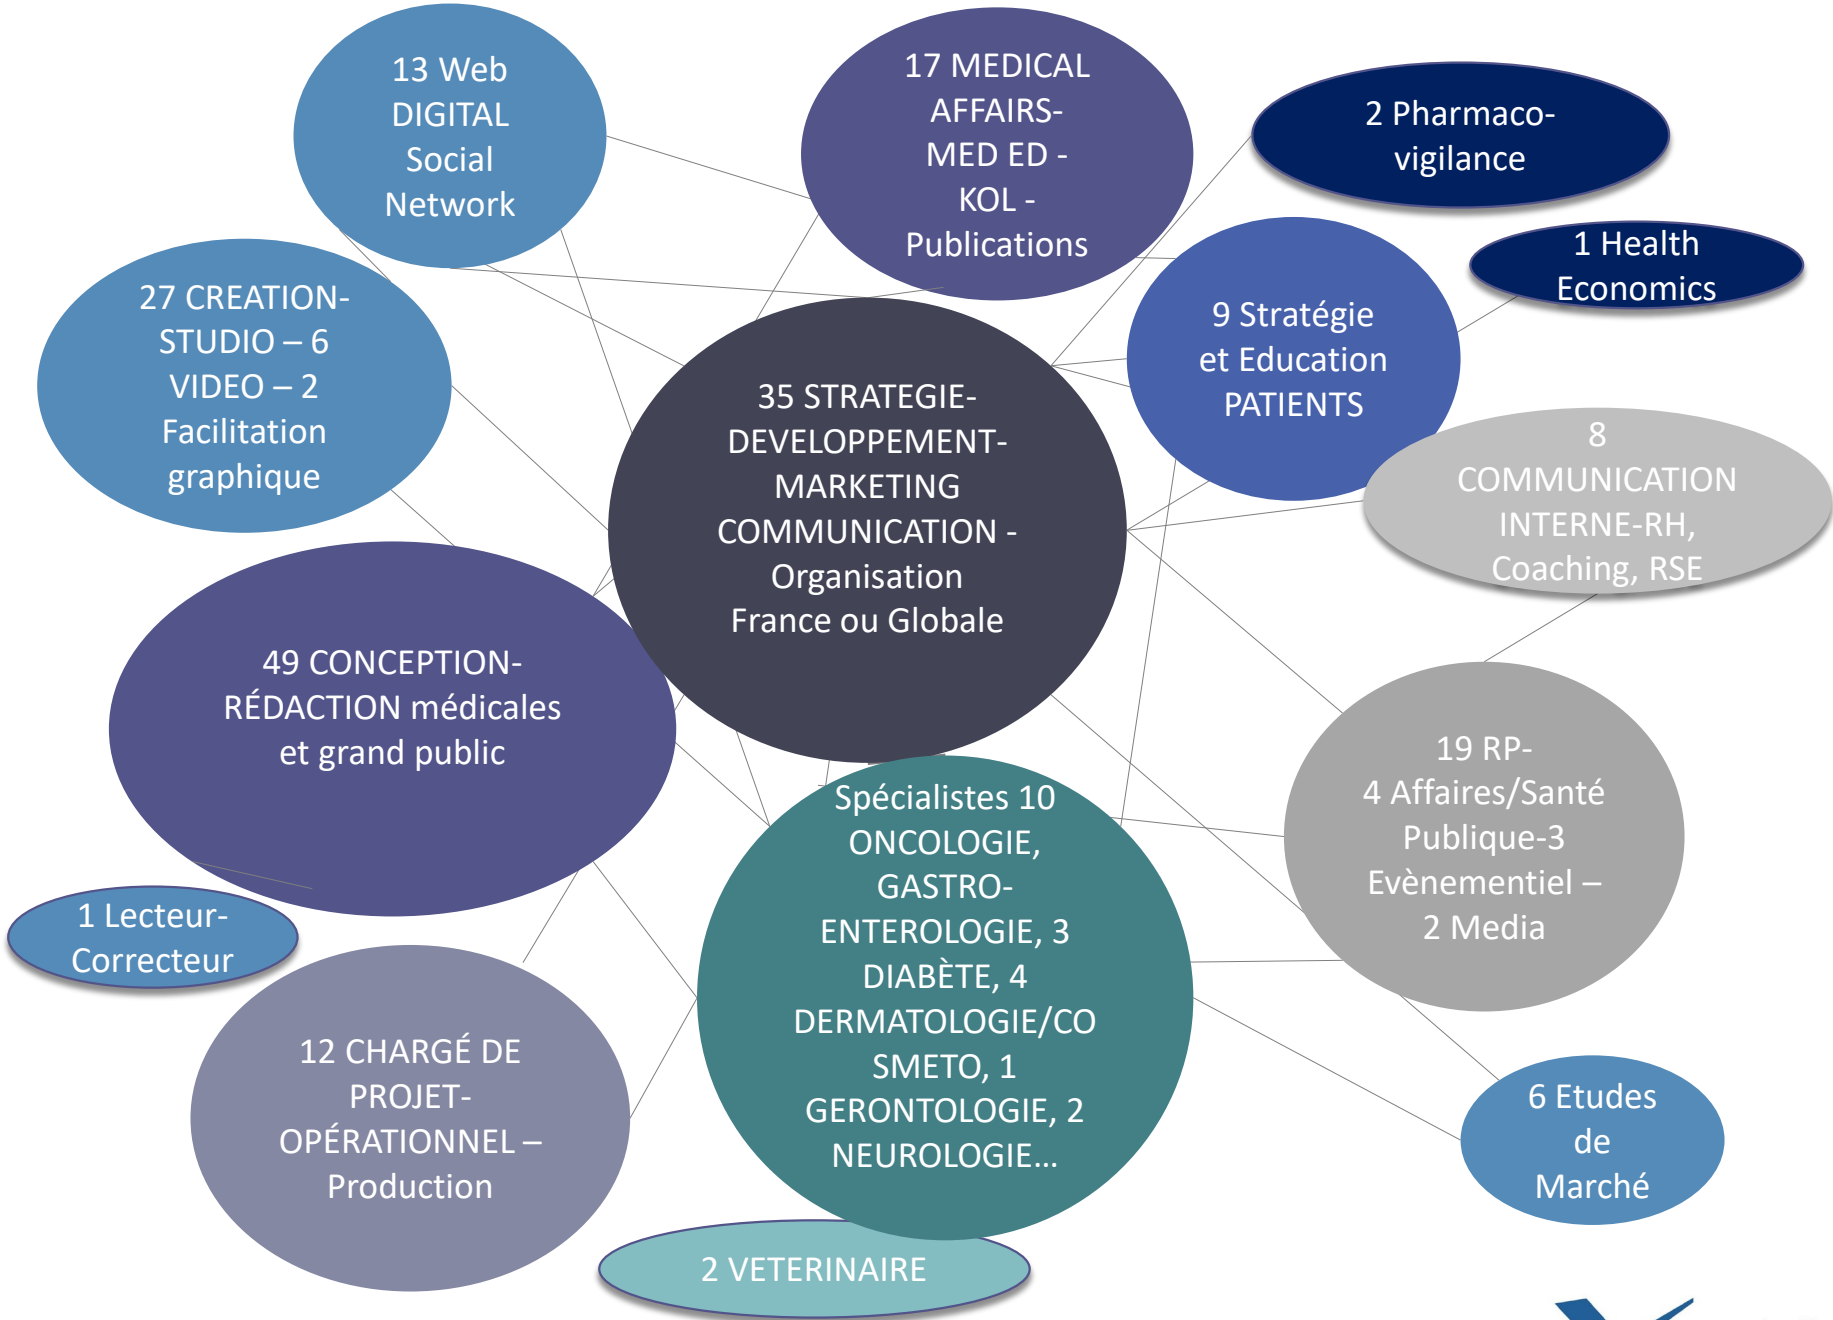 13 Web
DIGITAL
Social
Network
17 MEDICAL
AFFAIRS-
MED ED -
KOL -
Publications
2 Pharmaco-
vigilance
1 Health
Economics
27 CREATION-
STUDIO – 6
VIDEO – 2
Facilitation
graphique
9 Stratégie
et Education
PATIENTS
35 STRATEGIE-
DEVELOPPEMENT-
MARKETING
COMMUNICATION -
Organisation
France ou Globale
8
COMMUNICATION
INTERNE-RH,
Coaching, RSE
49 CONCEPTION-
RÉDACTION médicales
et grand public
19 RP-
4 Affaires/Santé
Publique-3
Evènementiel –
2 Media
Spécialistes 10
ONCOLOGIE,
GASTRO-
ENTEROLOGIE, 3
DIABÈTE, 4
DERMATOLOGIE/CO
SMETO, 1
GERONTOLOGIE, 2
NEUROLOGIE...
1 Lecteur-
Correcteur
12 CHARGÉ DE
PROJET-
OPÉRATIONNEL –
Production
6 Etudes
de
Marché
2 VETERINAIRE